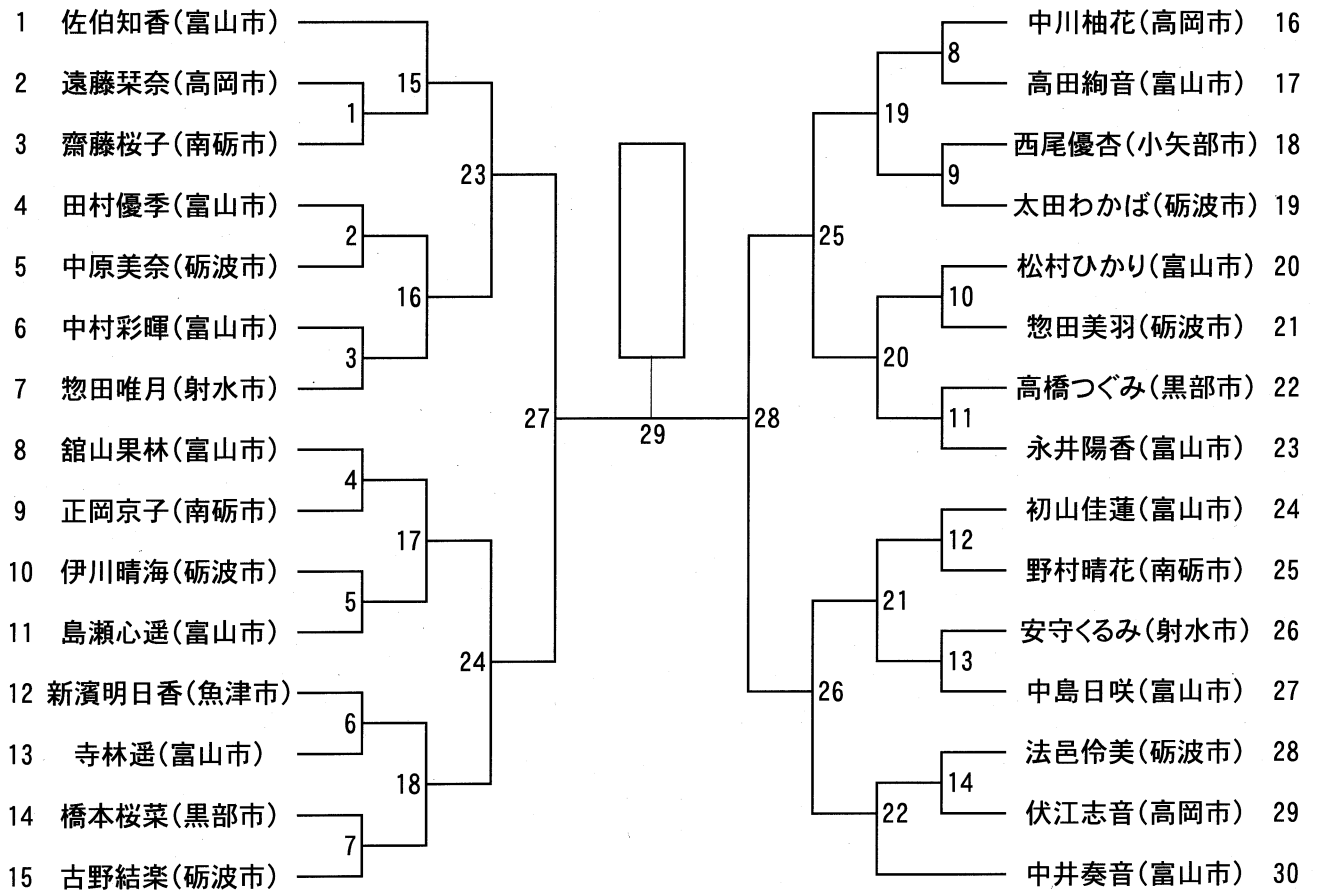 1 佐伯知香(富山市)
2 遠藤栞奈(高岡市)
3 齋藤桜子(南砺市)
4 田村優季(富山市)
5 中原美奈(砺波市)
6 中村彩暉(富山市)
7 惣田唯月(射水市)
8 舘山果林(富山市)
9 正岡京子(南砺市)
10 伊川晴海(砺波市)
11 島瀬心遥(富山市)
12 新濱明日香(魚津市)
13 寺林遥(富山市)
14 橋本桜菜(黒部市)
15 古野結楽(砺波市)
1
2
3
4
5
6
7
15
16
17
18
23
24
27
29
28
25
26
19
20
21
22
8
9
10
11
12
13
14
中川柚花(高岡市) 16
高田絢音(富山市) 17
西尾優杏(小矢部市) 18
太田わかば(砺波市) 19
松村ひかり(富山市) 20
惣田美羽(砺波市) 21
高橋つぐみ(黒部市) 22
永井陽香(富山市) 23
初山佳蓮(富山市) 24
野村晴花(南砺市) 25
安守くるみ(射水市) 26
中島日咲(富山市) 27
法邑伶美(砺波市) 28
伏江志音(高岡市) 29
中井奏音(富山市) 30